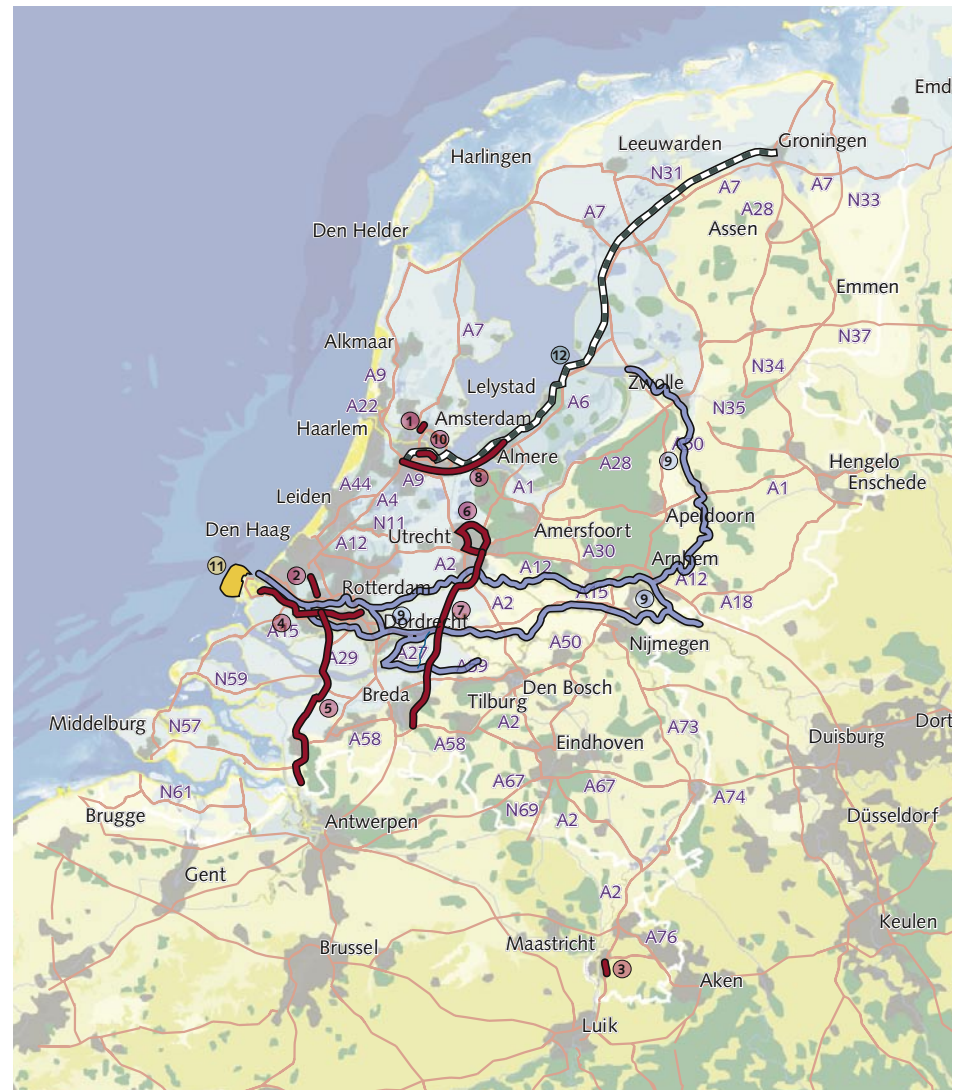 Emd
Leeuwarden
Groningen
Harlingen
N31
A7
A7
N33
A7
A28
Assen
Den Helder
Emmen
A7
N37
Alkmaar
12
N34
A9
Lelystad
Zwolle
A22
A6
N35
1
Amsterdam
Haarlem
10
A50
Almere
9
A28
Hengelo
8
A44
A9
A1
A1
Enschede
Leiden
A4
6
N11
Apeldoorn
Den Haag
Utrecht
Amersfoort
A12
A30
Arnhem
11
2
A2
A12
A12
Rotterdam
A15
9
A2
A18
7
9
4
Dordrecht
A15
A50
Nijmegen
A29
A27
A59
N59
Den Bosch
Breda
Tilburg
5
Middelburg
N57
A2
A73
Dort
A58
A58
Eindhoven
Duisburg
N61
A67
A67
A74
Brugge
N69
A2
Düsseldorf
Antwerpen
Gent
A2
Keulen
Brussel
Maastricht
A76
3
Aken
Luik